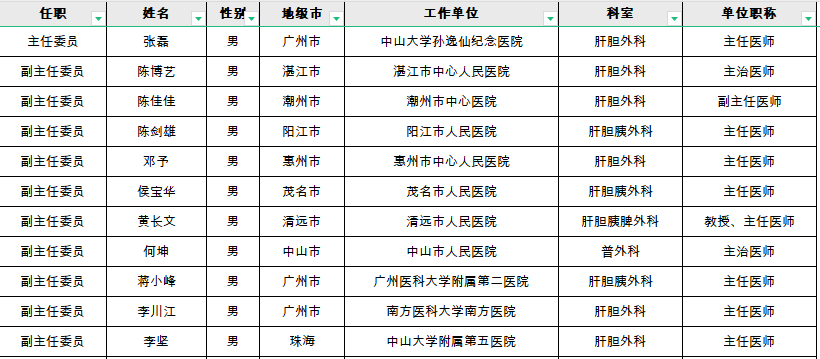 任职 姓名 性别 地级市 工作单位 科室 单位职称
主任委员 张磊 男 广州市 中山大学孙逸仙纪念医院 肝胆外科 主任医师
副主任委员 陈博艺 男 湛江市 湛江市中心人民医院 肝胆外科 主治医师
副主任委员 陈佳佳 男 潮州市 潮州市中心医院 肝胆外科 副主任医师
副主任委员 陈剑雄 男 阳江市 阳江市人民医院 肝胆胰外科 主任医师
副主任委员 邓予 男 惠州市 惠州市中心人民医院 肝胆外科 主任医师
副主任委员 侯宝华 男 茂名市 茂名市人民医院 肝胆胰外科 主任医师
副主任委员 黄长文 男 清远市 清远市人民医院 肝胆胰脾外科 教授、主任医师
副主任委员 何坤 男 中山市 中山市人民医院 普外科 主治医师
副主任委员 蒋小峰 男 广州市 广州医科大学附属第二医院 肝胆胰外科 主任医师
副主任委员 李川江 男 广州市 南方医科大学南方医院 肝胆外科 主任医师
副主任委员 李坚 男 珠海 中山大学附属第五医院 肝胆外科 主任医师